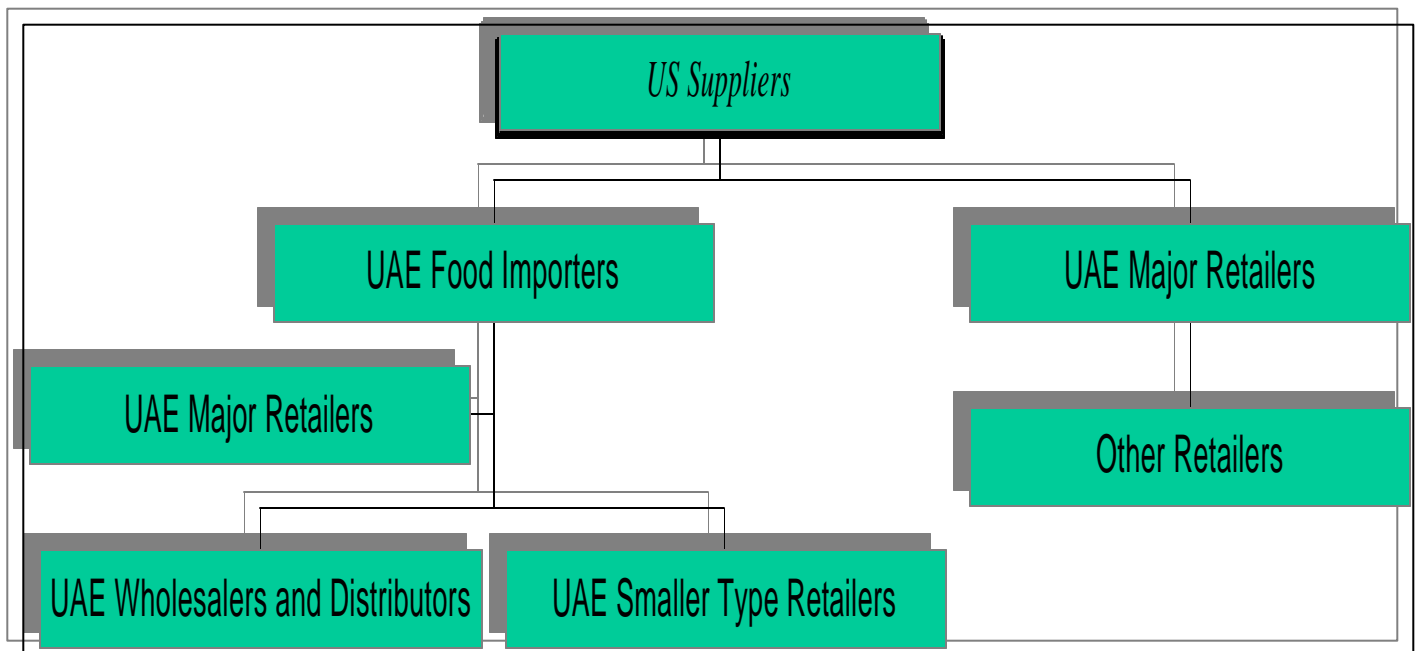 US Suppliers
UAE Food Importers
UAE Major Retailers
UAE Major Retailers
Other Retailers
UAE Wholesalers and Distributors
UAE Smaller Type Retailers